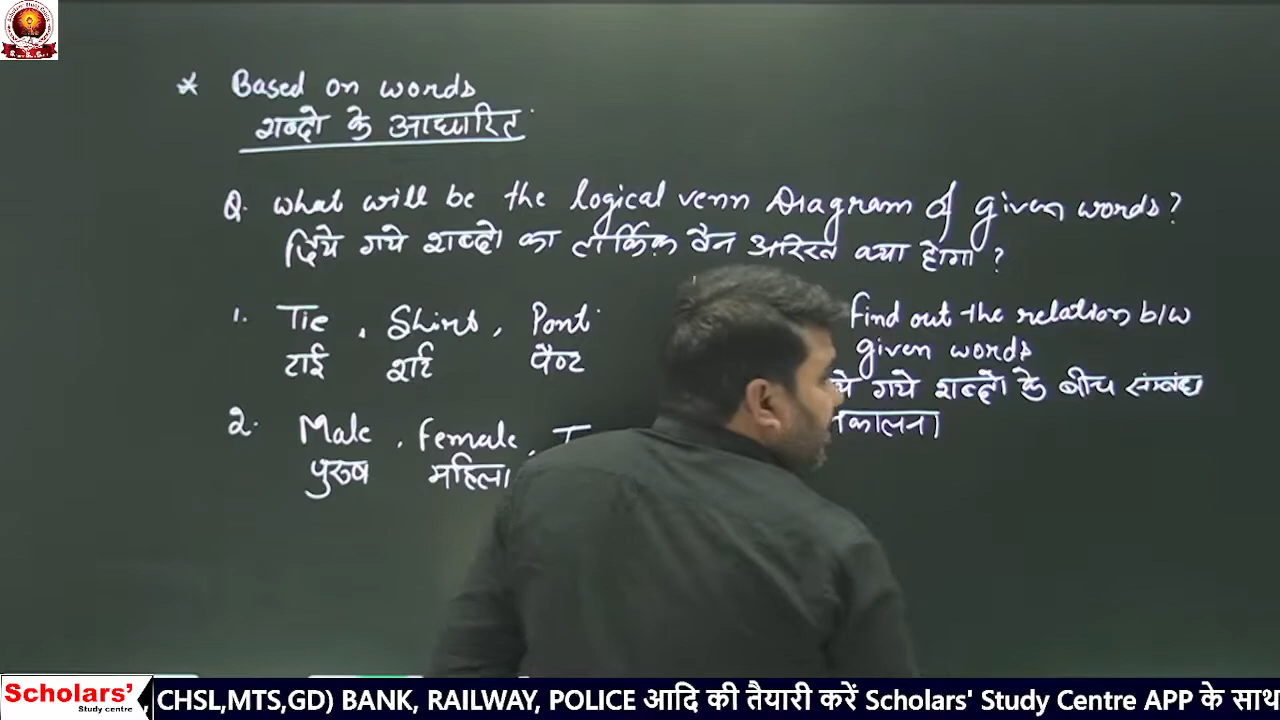 * Based on words
शब्दो के आधारित
Q. What will be the logical venn Diagram of given words?
दिये गये शब्दो का तार्किक वैन आरेख क्या होगा ?
1. Tie , Shirt , Pant
टाई शर्ट पैण्ट
Find out the relation b/w
given words
गये शब्दो के बीच संम्बंध
2. Male , Female ,
पुरूष महिला
Scholars'
Study centre
CHSL,MTS,GD) BANK, RAILWAY, POLICE आदि की तैयारी करें Scholars' Study Centre APP के साथ